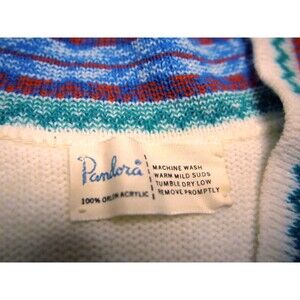 Pandora
100% ORLON ACRYLIC
MACHINE WASH
WARM MILD SUDS
TUMBLE DRY LOW
REMOVE PROMPTLY